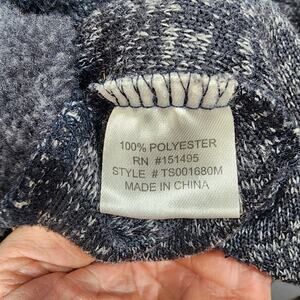 100% POLYESTER
RN #151495
STYLE # TS001680M
MADE IN CHINA